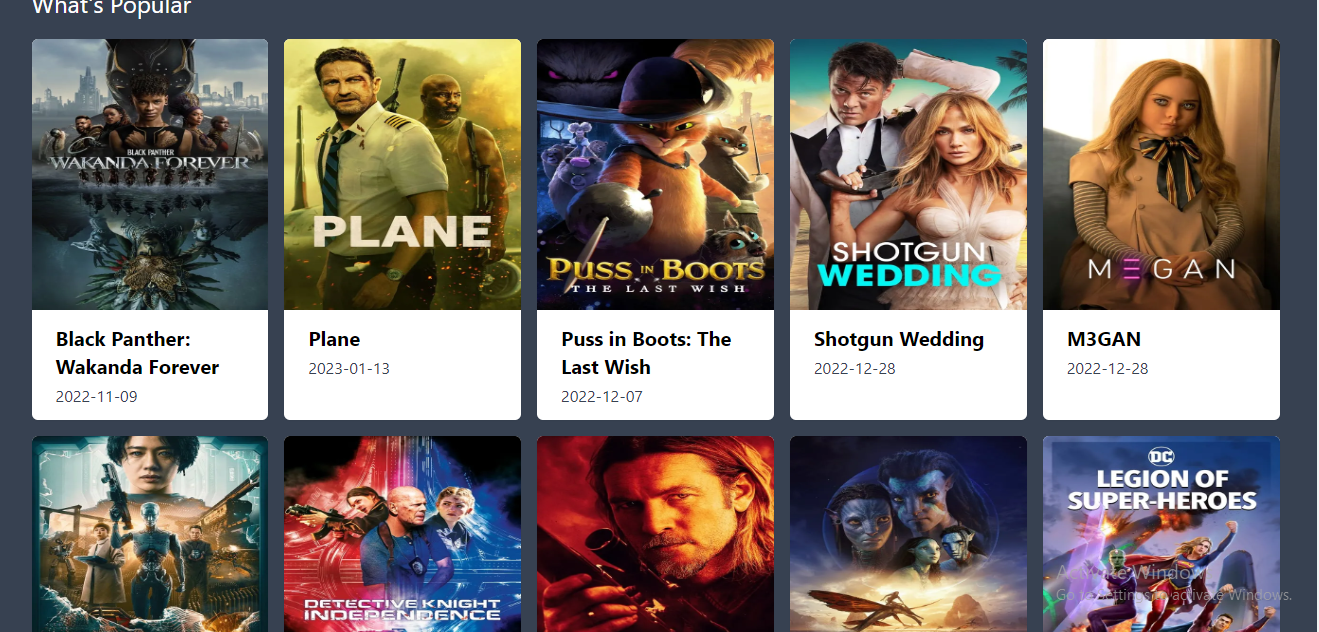 What's Popular
BLACK PANTHER
WAKANDA FOREVER
PLANE
PUSS IN BOOTS
THE LAST WISH
SHOTGUN
WEDDING
M3GAN
Black Panther:
Wakanda Forever
2022-11-09
Plane
2023-01-13
Puss in Boots: The
Last Wish
2022-12-07
Shotgun Wedding
2022-12-28
M3GAN
2022-12-28
DETECTIVE KNIGHT
INDEPENDENCE
DC
LEGION OF
SUPER-HEROES
Activate Windows
Go to Settings to activate Windows.